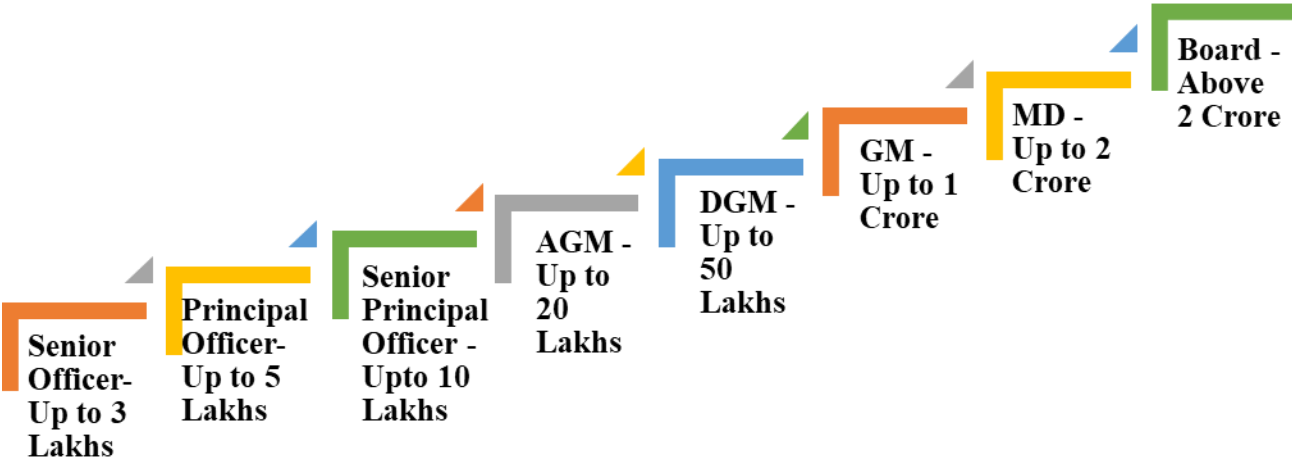 Senior
Officer-
Up to 3
Lakhs
Principal
Officer-
Up to 5
Lakhs
Senior
Principal
Officer -
Upto 10
Lakhs
AGM -
Up to
20
Lakhs
DGM -
Up to
50
Lakhs
GM -
Up to 1
Crore
MD -
Up to 2
Crore
Board -
Above
2 Crore